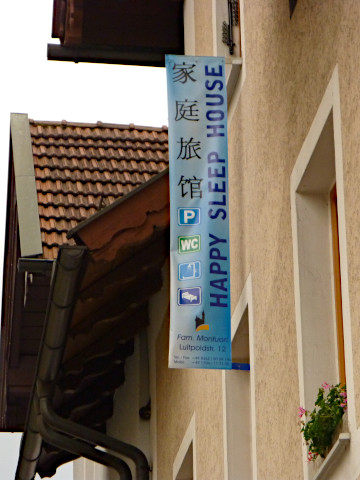 家庭旅馆
HAPPY SLEEP HOUSE
P
WC
Fam. Montuori
Luitpoldstr. 12